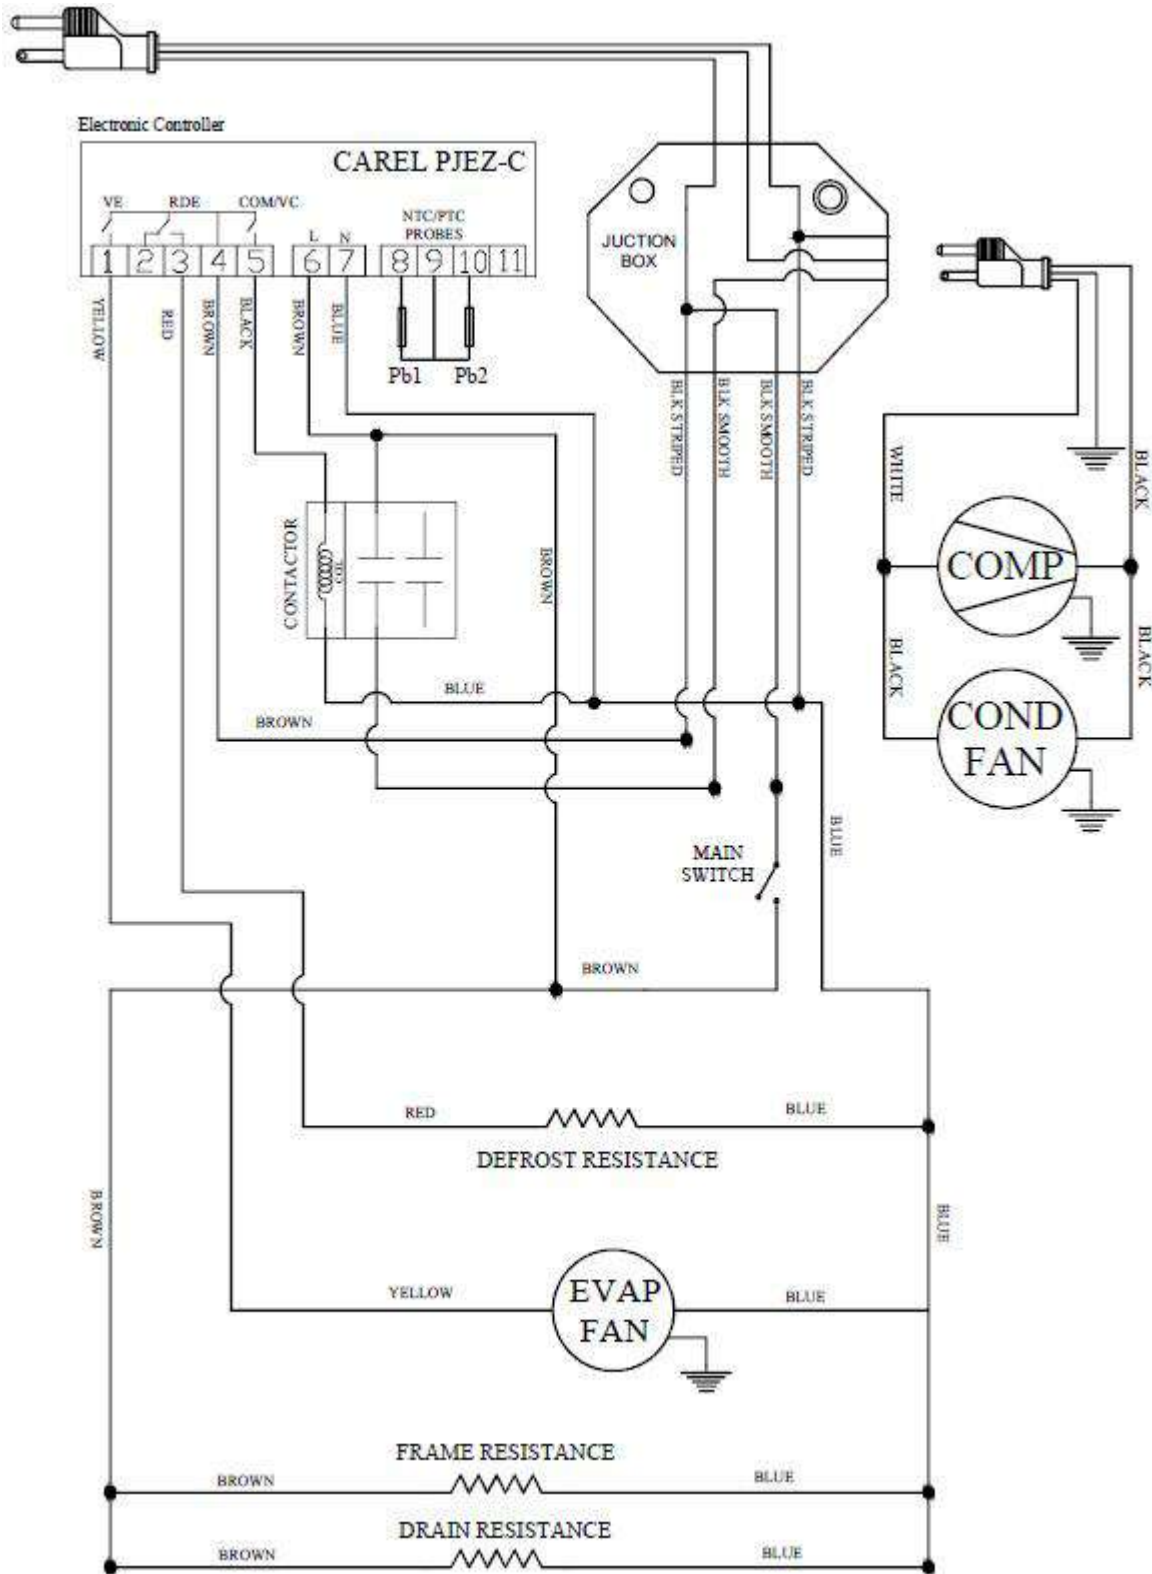 Electronic Controller
CAREL PJEZ-C
VE
RDE
COM/VC
L
N
NTC/PTC
PROBES
1
2
3
4
5
6
7
8
9
10
11
JUCTION
BOX
YELLOW
RED
BROWN
BLACK
BROWN
BLUE
Pb1
Pb2
BLK STRIPED
BLK SMOOTH
BLK SMOOTH
BLK STRIPED
WHITE
BLACK
CONTACTOR
COIL
BROWN
COMP
BLACK
BLACK
BLUE
BROWN
COND
FAN
MAIN
SWITCH
BLUE
BROWN
RED
BLUE
DEFROST RESISTANCE
BROWN
BLUE
YELLOW
EVAP
FAN
BLUE
FRAME RESISTANCE
BROWN
BLUE
DRAIN RESISTANCE
BROWN
BLUE